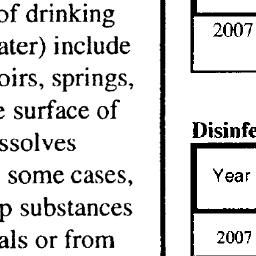 of drinking
ater) include
oirs, springs,
e surface of
ssolves
some cases,
p substances
als or from
2007
Disinfe
Year
2007